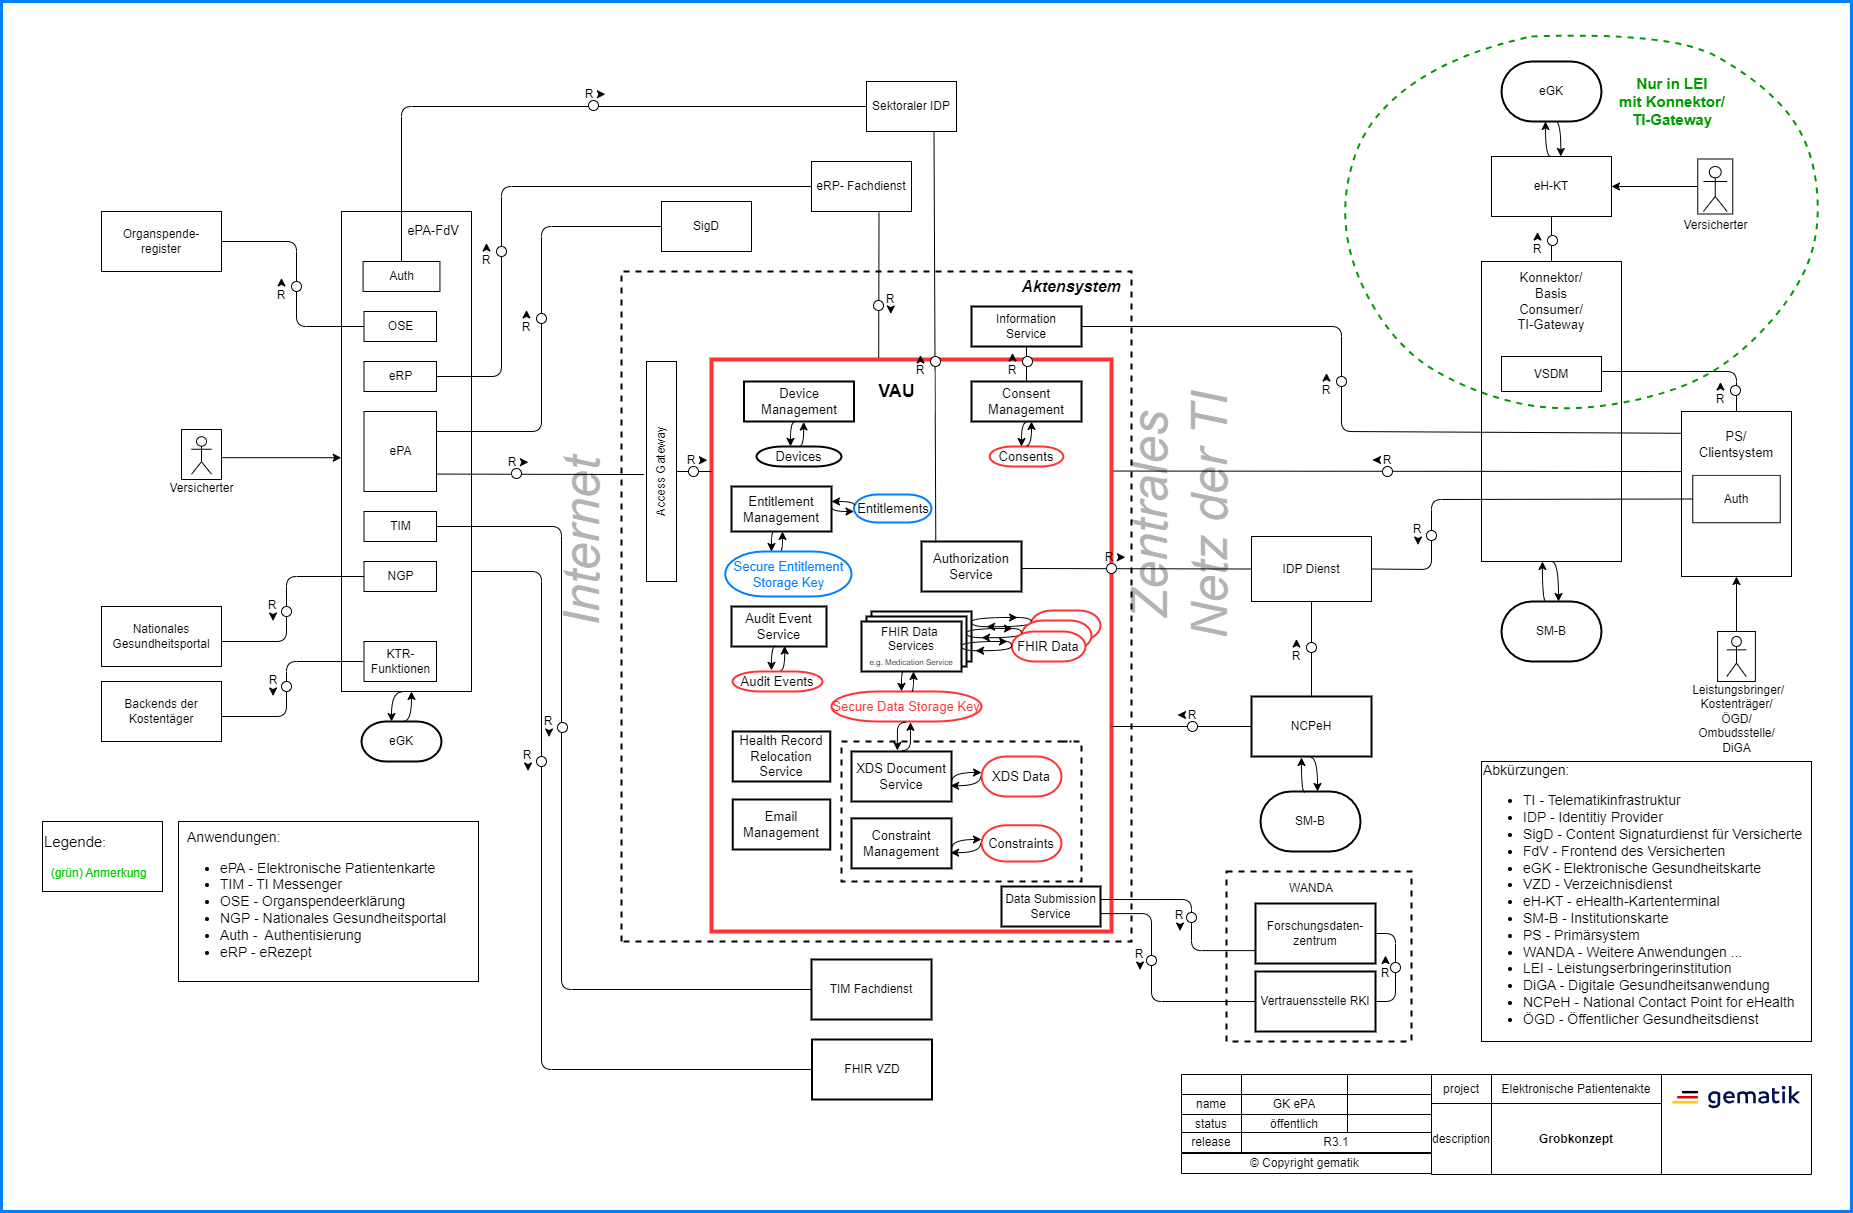 Sektoraler IDP
R
eRP- Fachdienst
SigD
Organspende-
register
ePA-FdV
Auth
OSE
eRP
ePA
TIM
NGP
KTR-
Funktionen
eGK
Versicherter
Nationales
Gesundheitsportal
Backends der
Kostentäger
R
R
R
R
R
R
R
R
R
R
R
R
R
Internet
Access Gateway
Aktensystem
Information
Service
VAU
Device
Management
Devices
Consent
Management
Consents
Entitlement
Management
Entitlements
Secure Entitlement
Storage Key
Authorization
Service
Audit Event
Service
Audit Events
FHIR Data
Services
e.g. Medication Service
FHIR Data
Secure Data Storage Key
Health Record
Relocation
Service
XDS Document
Service
XDS Data
Email
Management
Constraint
Management
Constraints
Data Submission
Service
Zentrales
Netz der TI
eGK
Nur in LEI
mit Konnektor/
TI-Gateway
eH-KT
Versicherter
R
Konnektor/
Basis
Consumer/
TI-Gateway
VSDM
R
R
R
R
R
R
R
R
R
PS/
Clientsystem
Auth
IDP Dienst
SM-B
NCPeH
SM-B
Leistungsbringer/
Kostenträger/
ÖGD/
Ombudsstelle/
DiGA
WANDA
Forschungsdaten-
zentrum
Vertrauensstelle RKI
TIM Fachdienst
FHIR VZD
Legende:
(grün) Anmerkung
Anwendungen:
• ePA - Elektronische Patientenkarte
• TIM - TI Messenger
• OSE - Organspendeerklärung
• NGP - Nationales Gesundheitsportal
• Auth -  Authentisierung
• eRP - eRezept
Abkürzungen:
• TI - Telematikinfrastruktur
• IDP - Identitiy Provider
• SigD - Content Signaturdienst für Versicherte
• FdV - Frontend des Versicherten
• eGK - Elektronische Gesundheitskarte
• VZD - Verzeichnisdienst
• eH-KT - eHealth-Kartenterminal
• SM-B - Institutionskarte
• PS - Primärsystem
• WANDA - Weitere Anwendungen ...
• LEI - Leistungserbringerinstitution
• DiGA - Digitale Gesundheitsanwendung
• NCPeH - National Contact Point for eHealth
• ÖGD - Öffentlicher Gesundheitsdienst
name GK ePA
status öffentlich
release R3.1
© Copyright gematik
project Elektronische Patientenakte
description Grobkonzept
gematik